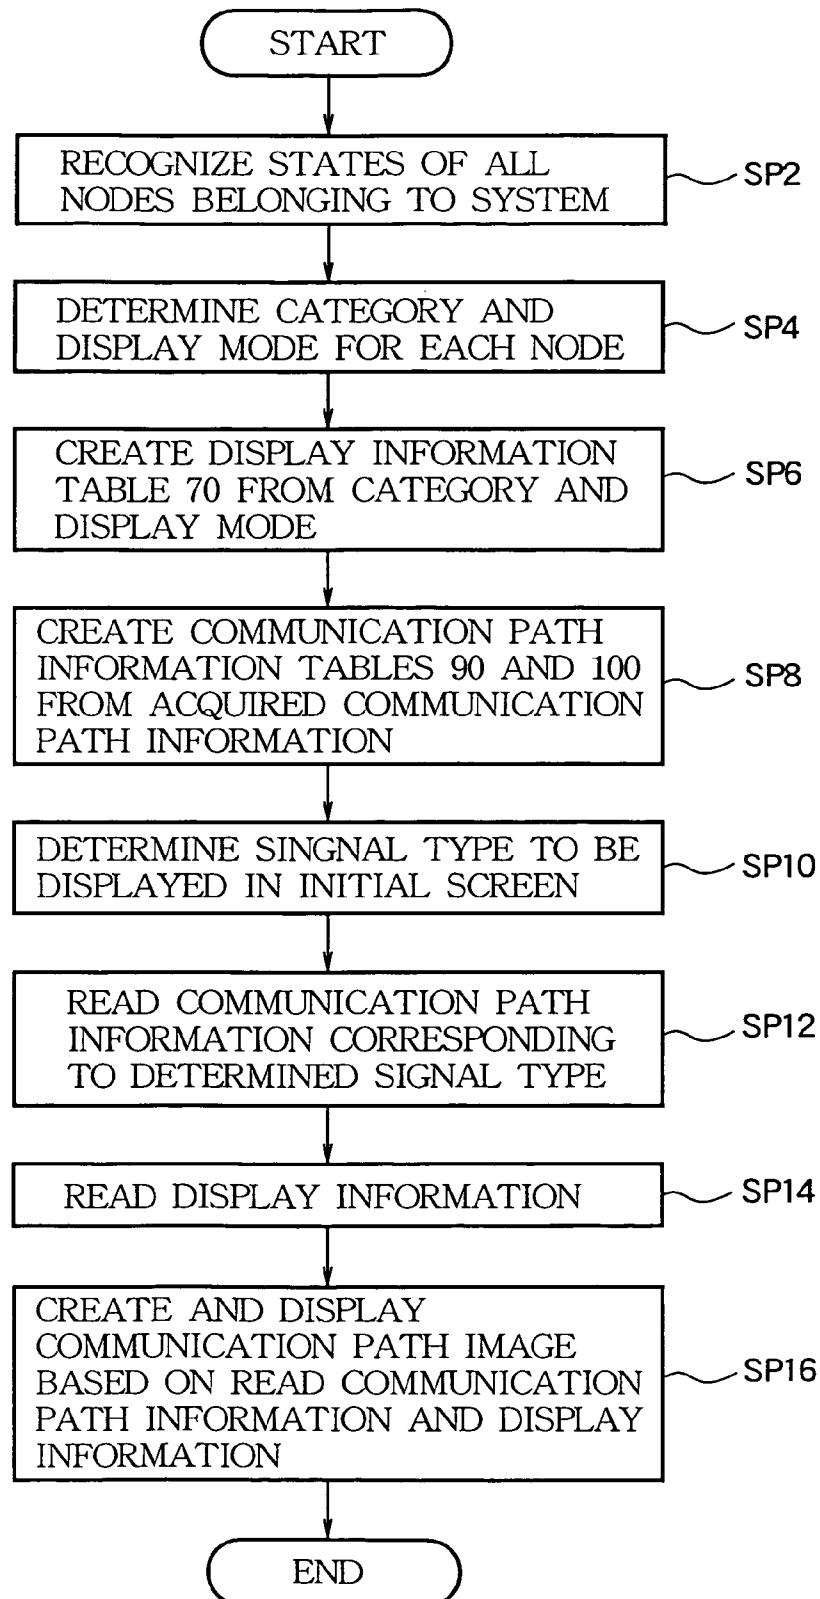 START
RECOGNIZE STATES OF ALL
NODES BELONGING TO SYSTEM
SP2
DETERMINE CATEGORY AND
DISPLAY MODE FOR EACH NODE
SP4
CREATE DISPLAY INFORMATION
TABLE 70 FROM CATEGORY AND
DISPLAY MODE
SP6
CREATE COMMUNICATION PATH
INFORMATION TABLES 90 AND 100
FROM ACQUIRED COMMUNICATION
PATH INFORMATION
SP8
DETERMINE SINGNAL TYPE TO BE
DISPLAYED IN INITIAL SCREEN
SP10
READ COMMUNICATION PATH
INFORMATION CORRESPONDING
TO DETERMINED SIGNAL TYPE
SP12
READ DISPLAY INFORMATION
SP14
CREATE AND DISPLAY
COMMUNICATION PATH IMAGE
BASED ON READ COMMUNICATION
PATH INFORMATION AND DISPLAY
INFORMATION
SP16
END